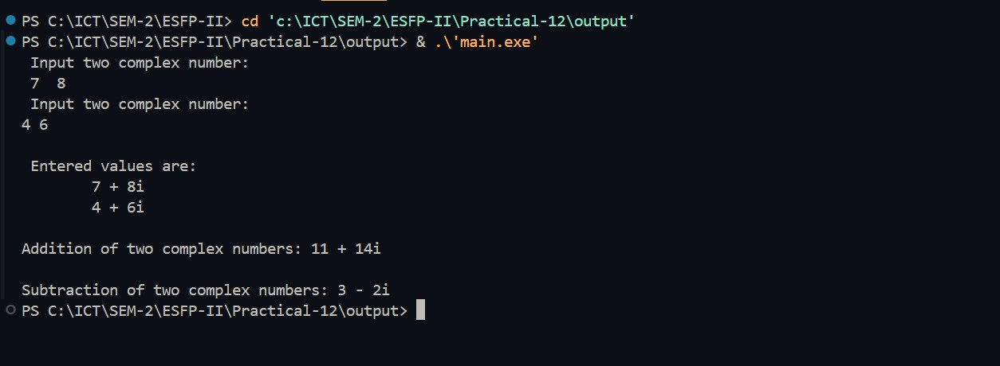 PS C:\ICT\SEM-2\ESFP-II> cd 'c:\ICT\SEM-2\ESFP-II\Practical-12\output'
PS C:\ICT\SEM-2\ESFP-II\Practical-12\output> & .\'main.exe'
 Input two complex number:
 7  8
 Input two complex number:
4 6
 Entered values are:
        7 + 8i
        4 + 6i
Addition of two complex numbers: 11 + 14i
Subtraction of two complex numbers: 3 - 2i
PS C:\ICT\SEM-2\ESFP-II\Practical-12\output>